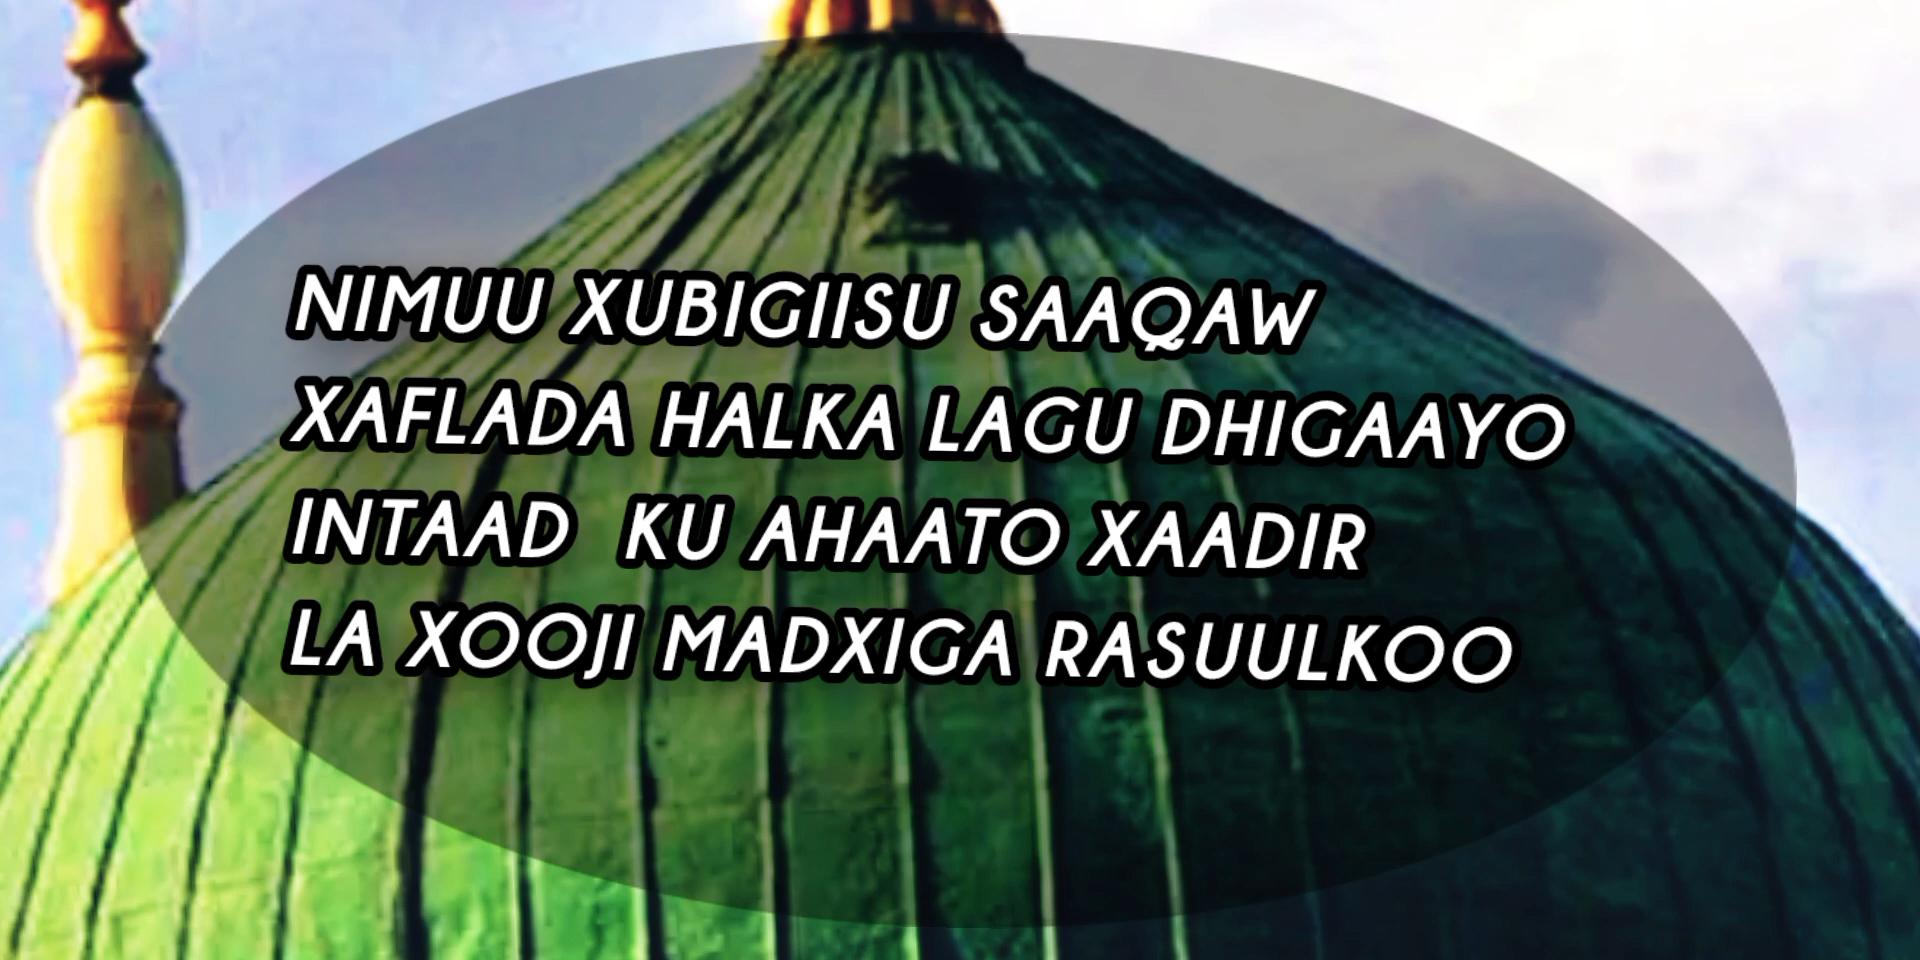 NIMUU XUBIGIISU SAAQAW
XAFLADA HALKA LAGU DHIGAAYO
INTAAD KU AHAATO XAADIR
LA XOOJI MADXIGA RASUULKOO